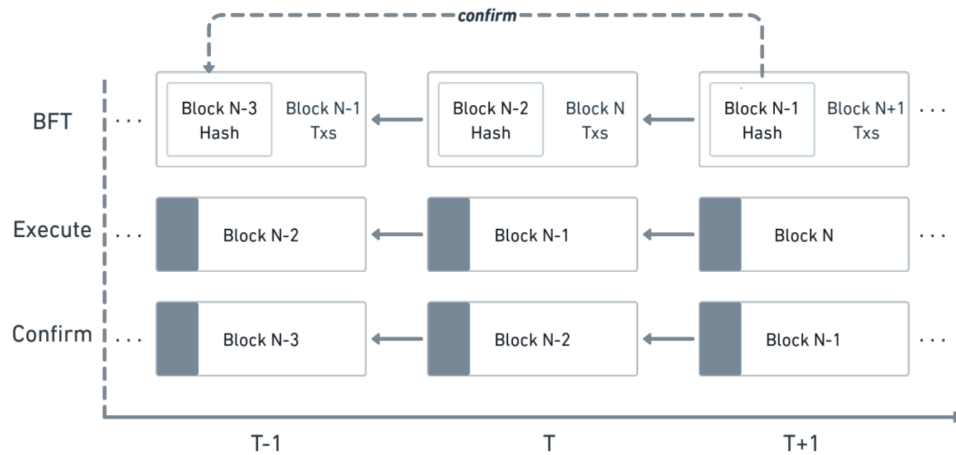 confirm
BFT
...
Block N-3
Hash
Block N-1
Txs
Block N-2
Hash
Block N
Txs
Block N-1
Hash
Block N+1
Txs
...
Execute
...
Block N-2
Block N-1
Block N
...
Confirm
...
Block N-3
Block N-2
Block N-1
...
T-1
T
T+1